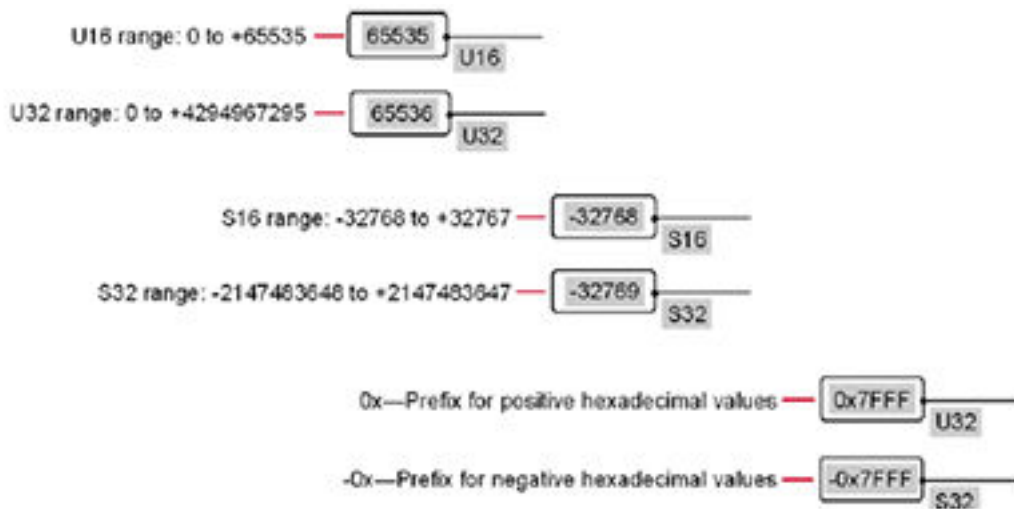 U16 range: 0 to +65535 65535
U16
U32 range: 0 to +4294967295 65536
U32
S16 range: -32768 to +32767 -32768
S16
S32 range: -2147483648 to +2147483647 -32769
S32
0x—Prefix for positive hexadecimal values 0x7FFF
U32
-0x—Prefix for negative hexadecimal values -0x7FFF
S32